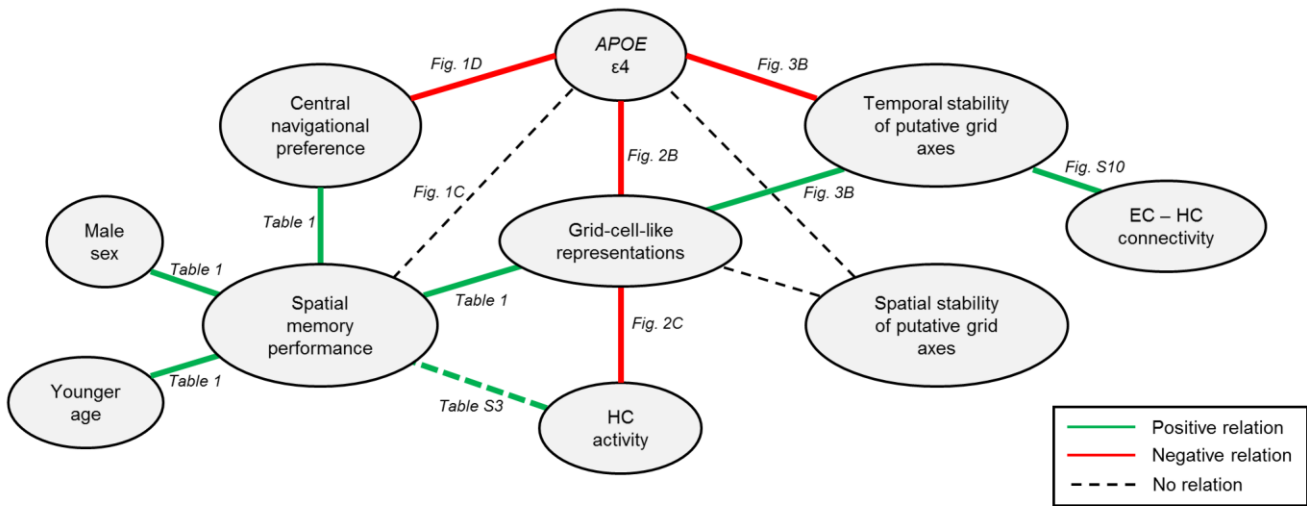 APOE
ε4
Fig. 1D
Fig. 3B
Central
navigational
preference
Temporal stability
of putative grid
axes
Fig. 2B
Fig. 1C
Fig. S10
Fig. 3B
Table 1
Male
sex
Grid-cell-like
representations
EC – HC
connectivity
Table 1
Table 1
Spatial
memory
performance
Spatial stability
of putative grid
axes
Fig. 2C
Table 1
Younger
age
Table S3
HC
activity
Positive relation
Negative relation
No relation